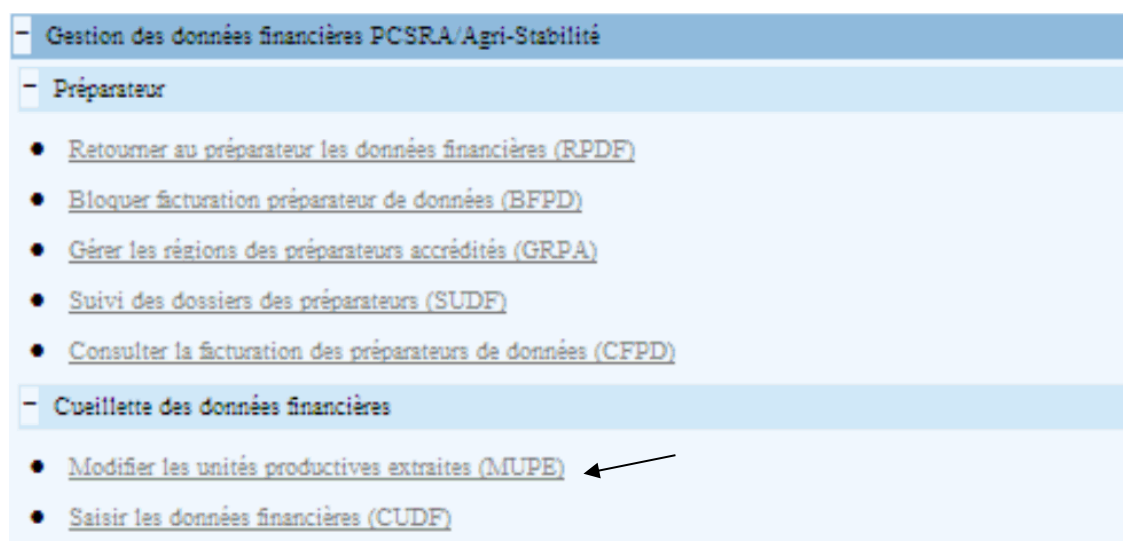 Gestion des données financières PCSRA/Agri-Stabilité
Préparateur
Retourner au préparateur les données financières (RPDF)
Bloquer facturation préparateur de données (BFPD)
Gérer les régions des préparateurs accrédités (GRPA)
Suivi des dossiers des préparateurs (SUDF)
Consulter la facturation des préparateurs de données (CFPD)
Cueillette des données financières
Modifier les unités productives extraites (MUPE)
Saisir les données financières (CUDF)